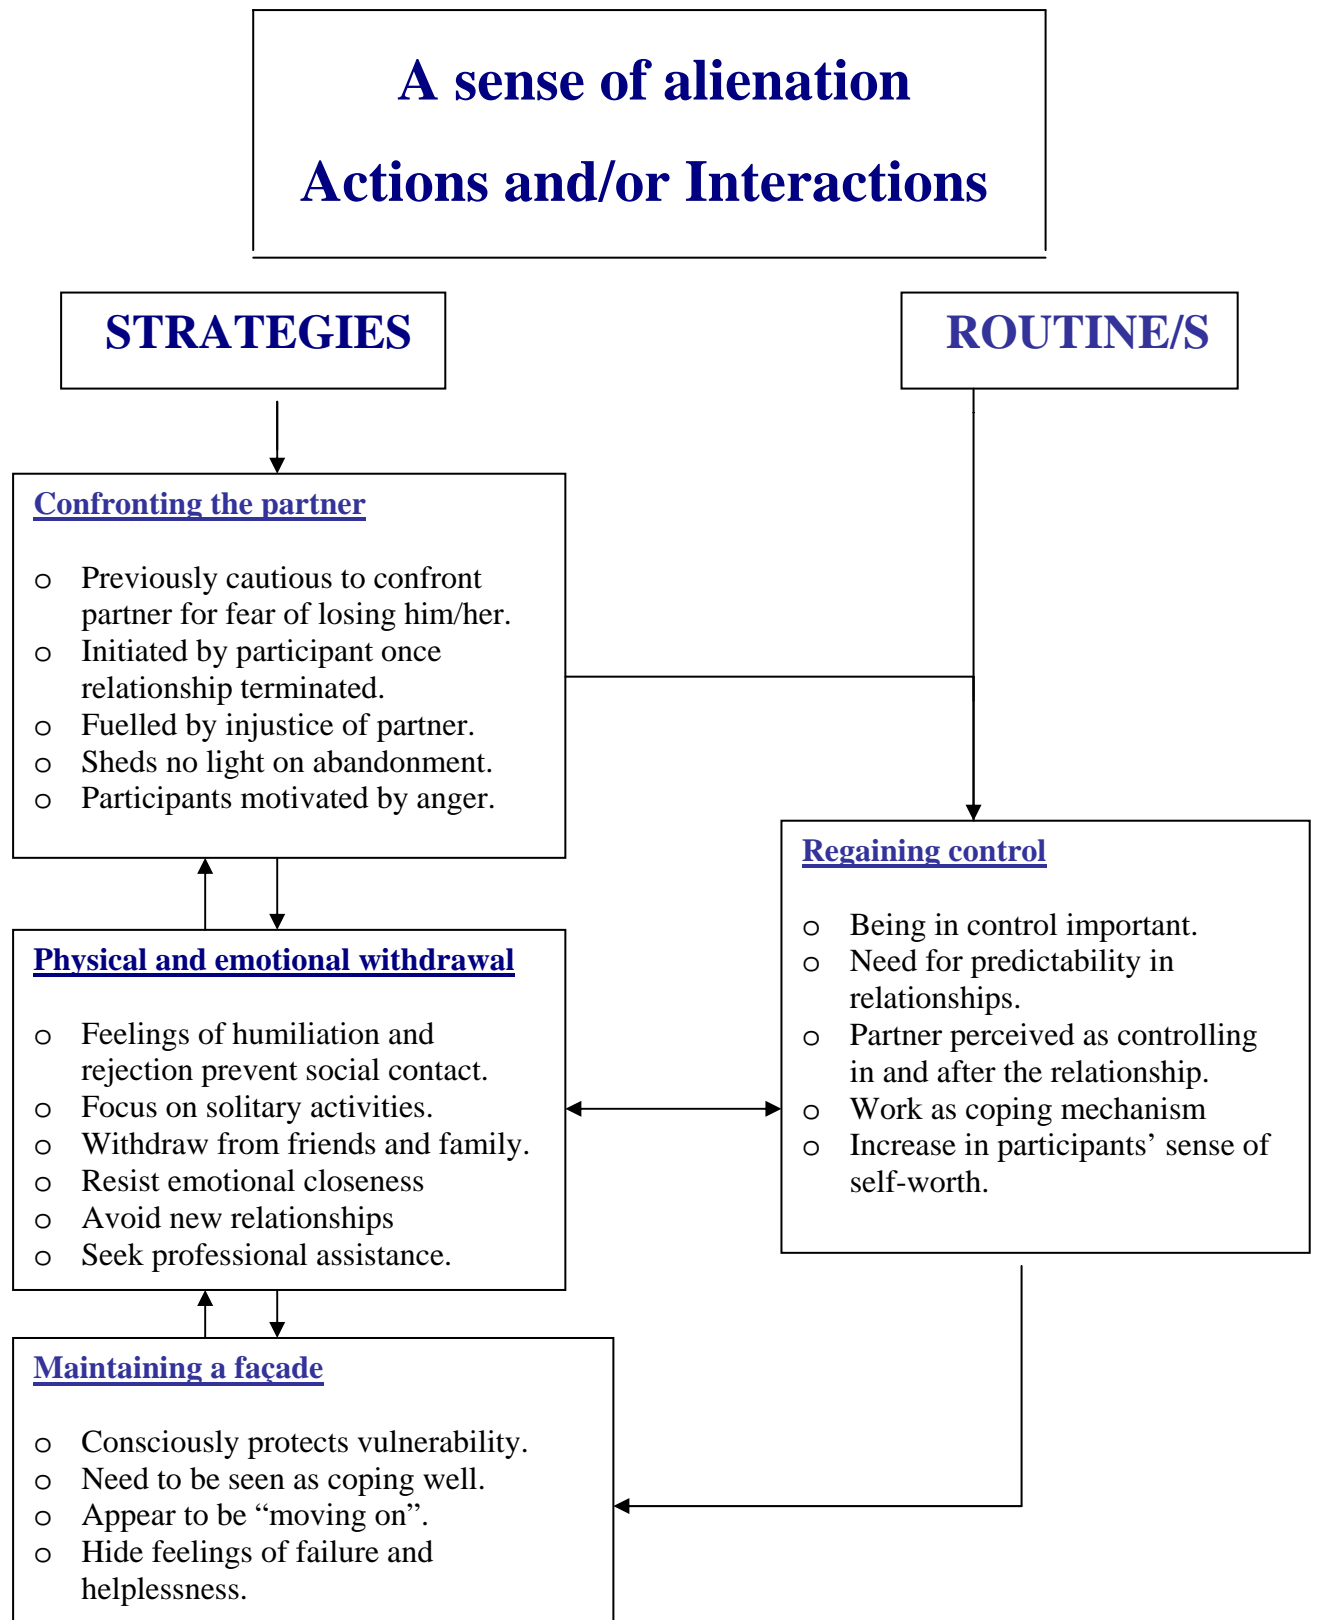 A sense of alienation
Actions and/or Interactions
STRATEGIES
ROUTINE/S
Confronting the partner
o Previously cautious to confront
partner for fear of losing him/her.
o Initiated by participant once
relationship terminated.
o Fuelled by injustice of partner.
o Sheds no light on abandonment.
o Participants motivated by anger.
Physical and emotional withdrawal
o Feelings of humiliation and
rejection prevent social contact.
o Focus on solitary activities.
o Withdraw from friends and family.
o Resist emotional closeness
o Avoid new relationships
o Seek professional assistance.
Regaining control
o Being in control important.
o Need for predictability in
relationships.
o Partner perceived as controlling
in and after the relationship.
o Work as coping mechanism
o Increase in participants’ sense of
self-worth.
Maintaining a façade
o Consciously protects vulnerability.
o Need to be seen as coping well.
o Appear to be “moving on”.
o Hide feelings of failure and
helplessness.